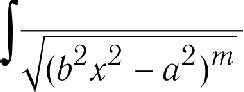 ∫ 1/√((b²x² − a²)ᵐ)